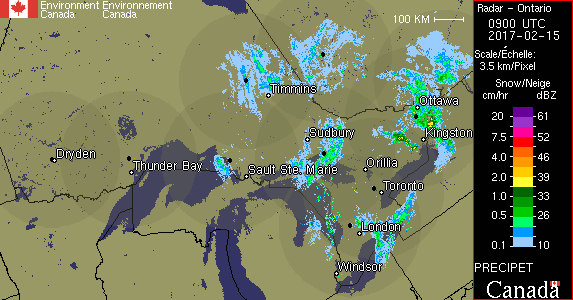 Environment Environnement
Canada Canada
100 KM
Radar - Ontario
0900 UTC
2017-02-15
Scale/Échelle:
3.5 km/Pixel
Snow/Neige
cm/hr dBZ
20 61
7.5 52
4.0 46
2.0 39
1.0 33
0.5 26
0.1 10
PRECIPET
Canada
Timmins
Ottawa
Sudbury
Kingston
Dryden
Thunder Bay
Sault Ste. Marie
Orillia
Toronto
London
Windsor